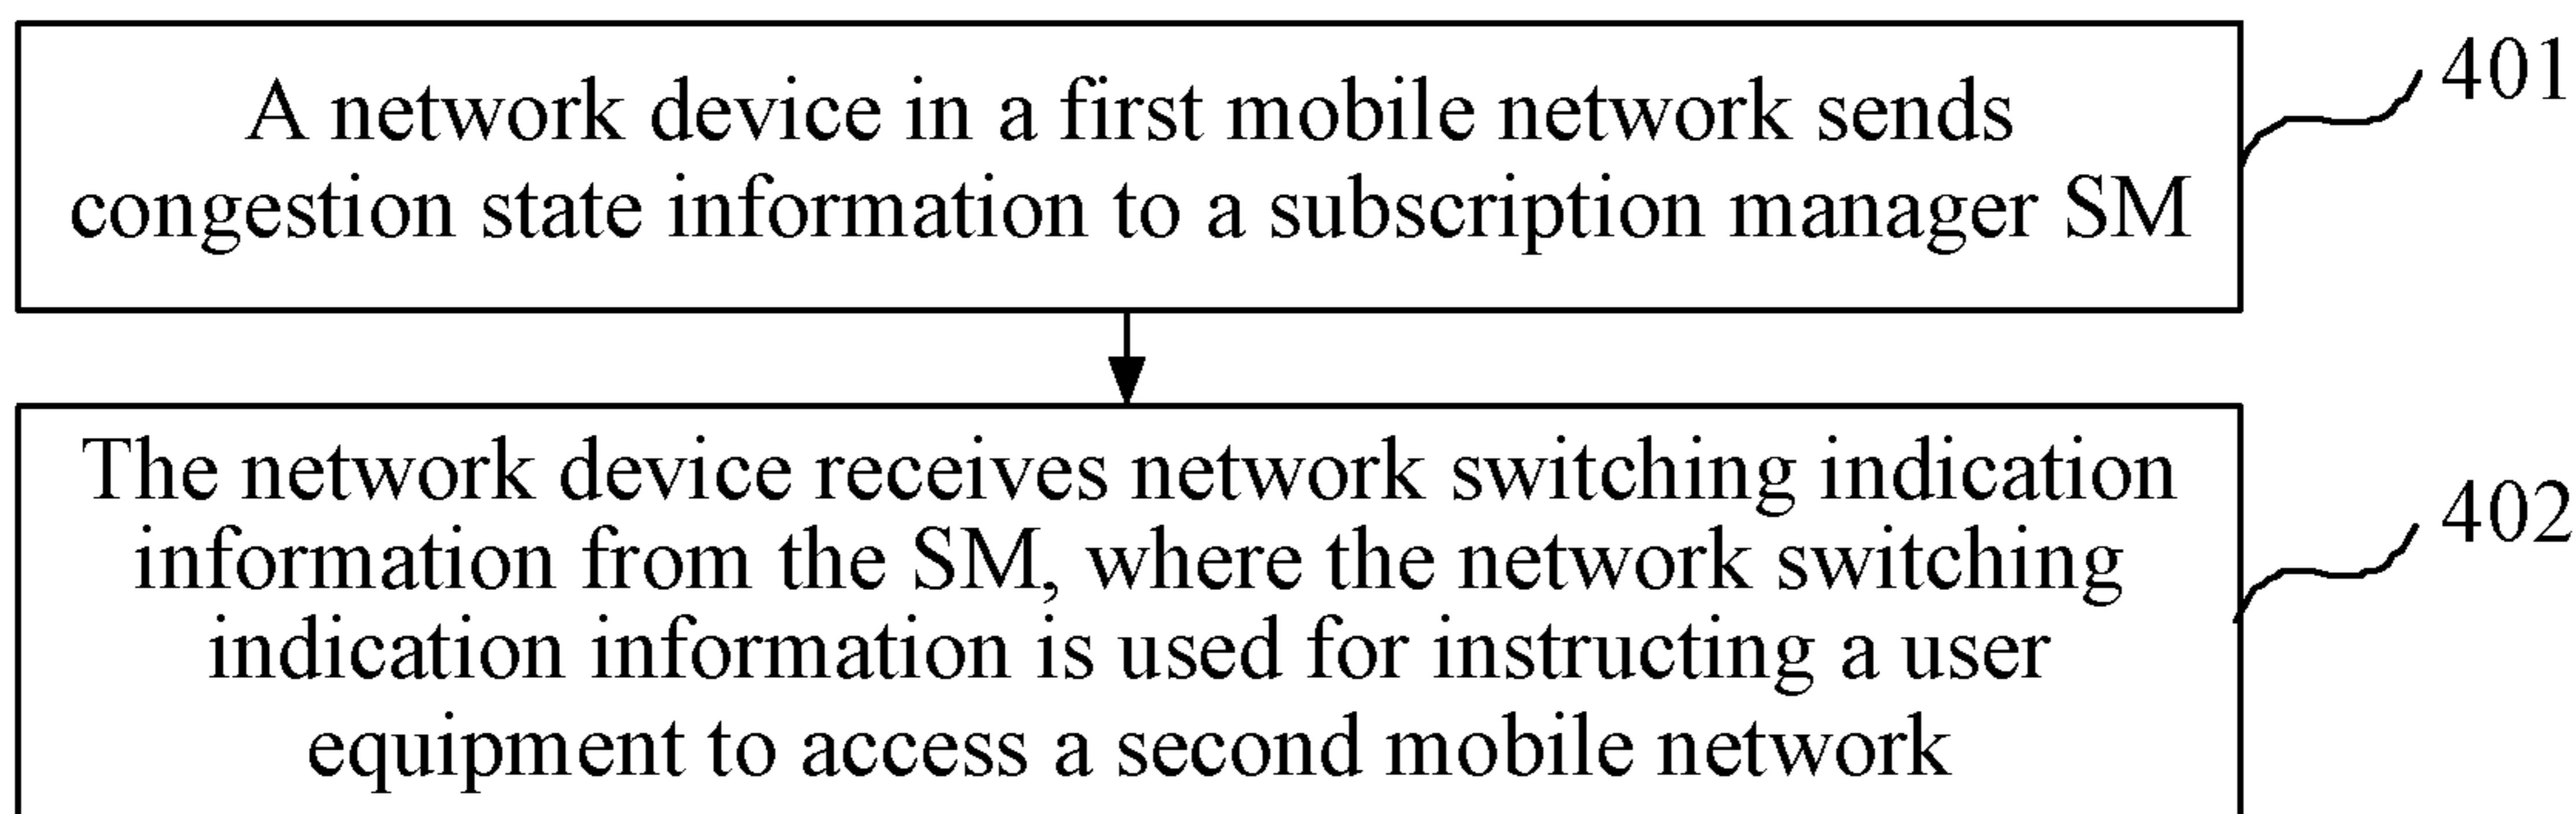 A network device in a first mobile network sends
congestion state information to a subscription manager SM
401
The network device receives network switching indication
information from the SM, where the network switching
indication information is used for instructing a user
equipment to access a second mobile network
402